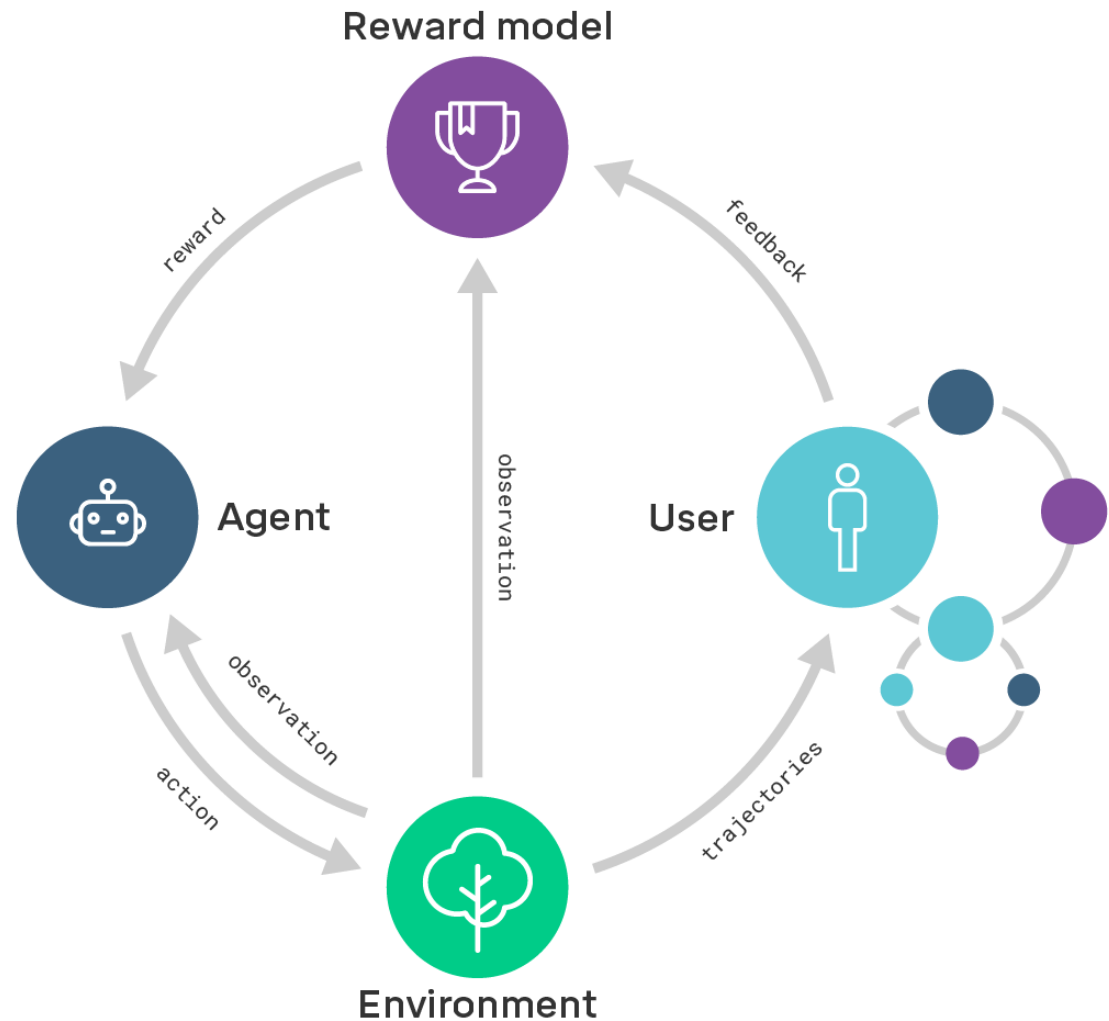 Reward model
reward
feedback
observation
Agent
User
observation
action
trajectories
Environment